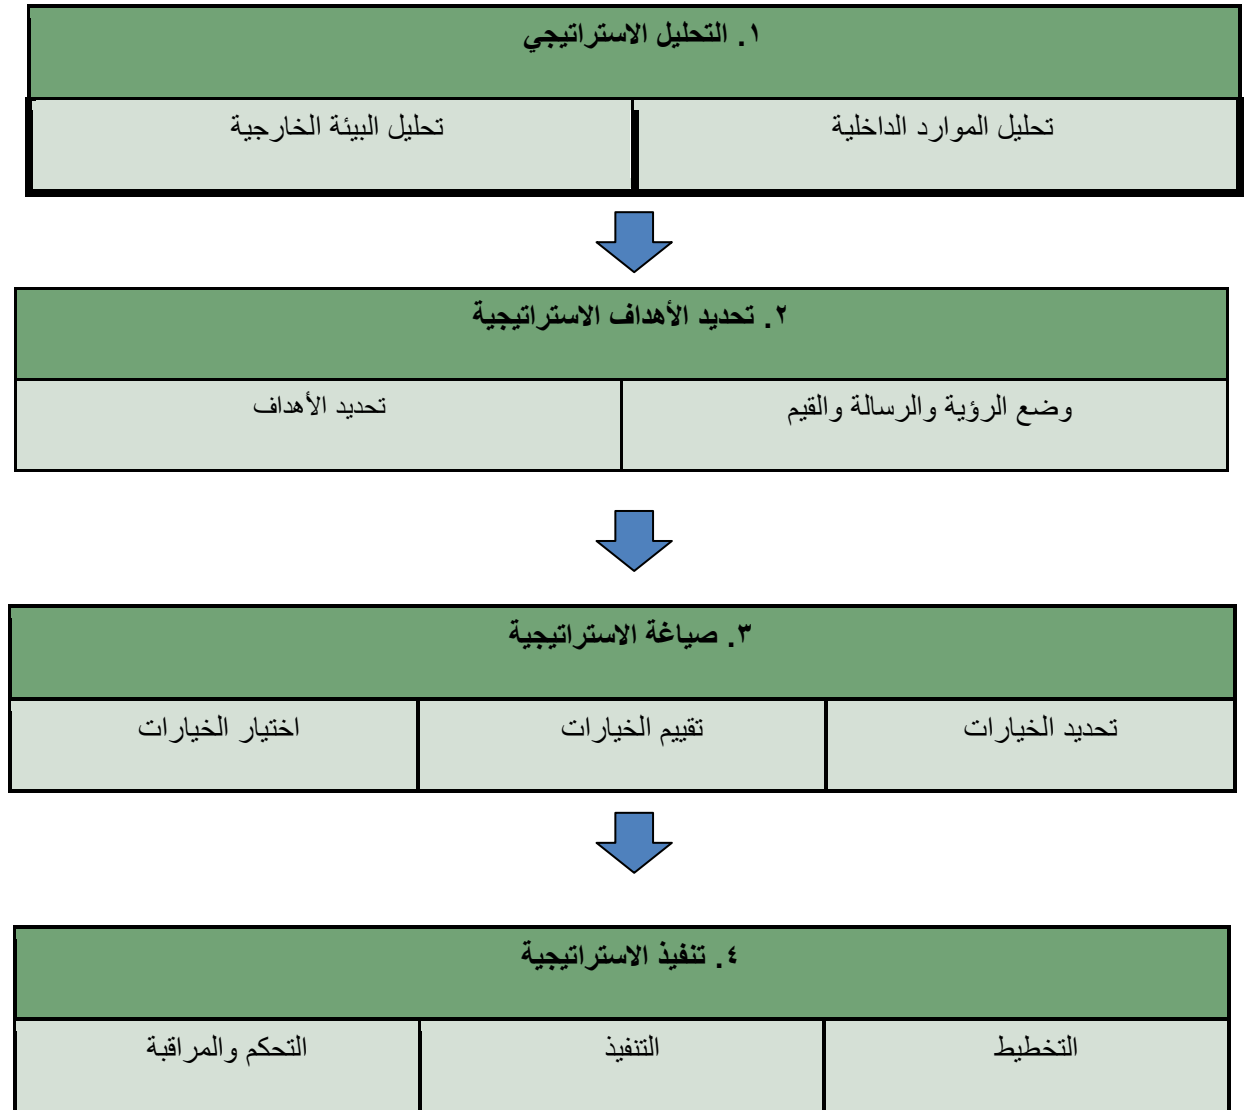 ١. التحليل الاستراتيجي
تحليل الموارد الداخلية
تحليل البيئة الخارجية
٢. تحديد الأهداف الاستراتيجية
وضع الرؤية والرسالة والقيم
تحديد الأهداف
٣. صياغة الاستراتيجية
تحديد الخيارات
تقييم الخيارات
اختيار الخيارات
٤. تنفيذ الاستراتيجية
التخطيط
التنفيذ
التحكم والمراقبة